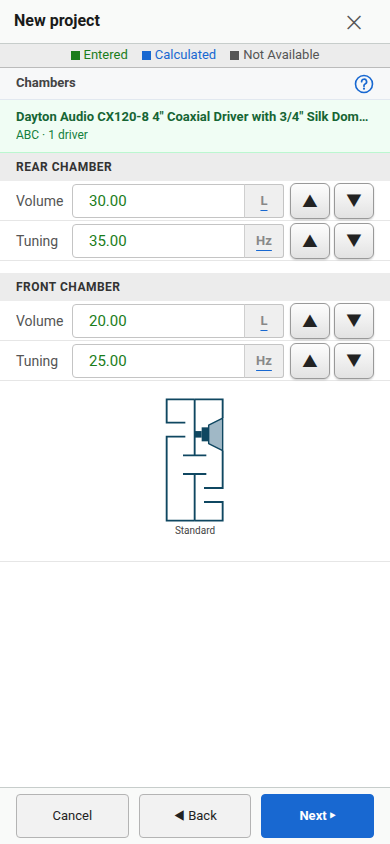 New project
Entered Calculated Not Available
Chambers
Dayton Audio CX120-8 4" Coaxial Driver with 3/4" Silk Dom...
ABC · 1 driver
REAR CHAMBER
Volume 30.00 L
Tuning 35.00 Hz
FRONT CHAMBER
Volume 20.00 L
Tuning 25.00 Hz
Standard
Cancel Back Next